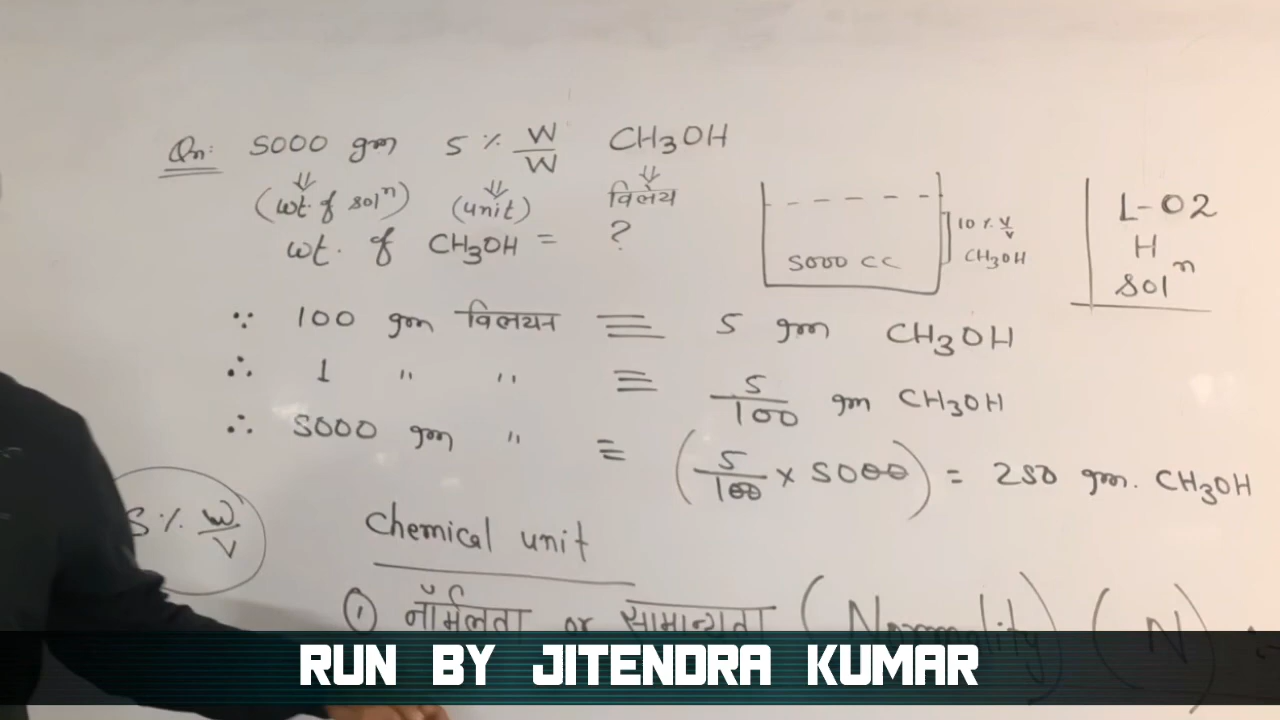 Qn: 5000 gm 5 % W/W CH3OH
⇓ ⇓ ⇓
(wt. of solⁿ) (unit) विलेय
wt. of CH3OH = ?
5000 CC
10 % V/V
CH3OH
L-02
H
Solⁿ
∵ 100 gm विलयन ≡ 5 gm CH3OH
∴ 1 " " ≡ 5/100 gm CH3OH
∴ 5000 gm " ≡ (5/100 × 5000) = 250 gm. CH3OH
5 % W/V
Chemical unit
① नॉर्मलता or सामान्यता (Normality) (N) :
RUN BY JITENDRA KUMAR